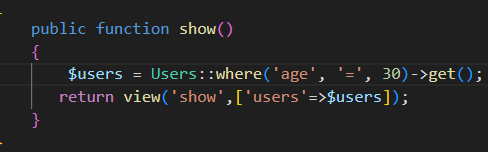 public function show()
{
$users = Users::where('age', '=', 30)->get();
return view('show',['users'=>$users]);
}